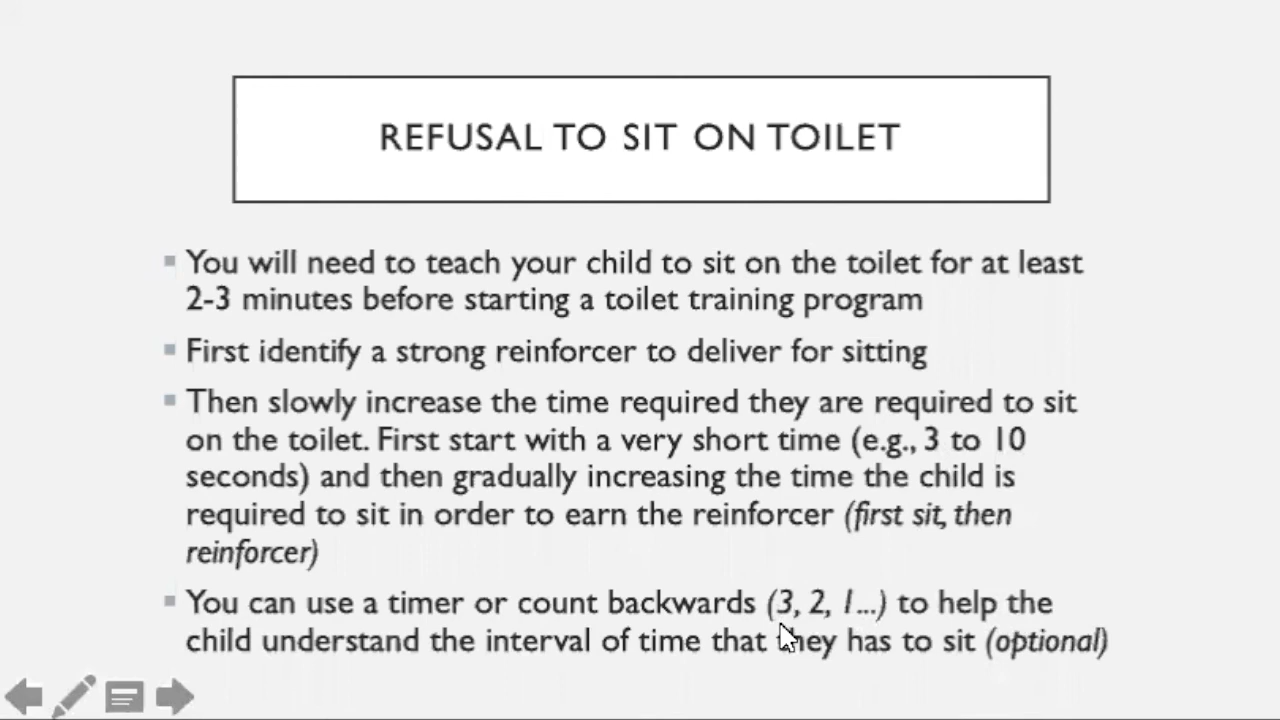 REFUSAL TO SIT ON TOILET
You will need to teach your child to sit on the toilet for at least
2-3 minutes before starting a toilet training program
First identify a strong reinforcer to deliver for sitting
Then slowly increase the time required they are required to sit
on the toilet. First start with a very short time (e.g., 3 to 10
seconds) and then gradually increasing the time the child is
required to sit in order to earn the reinforcer (first sit, then
reinforcer)
You can use a timer or count backwards (3, 2, 1...) to help the
child understand the interval of time that they has to sit (optional)